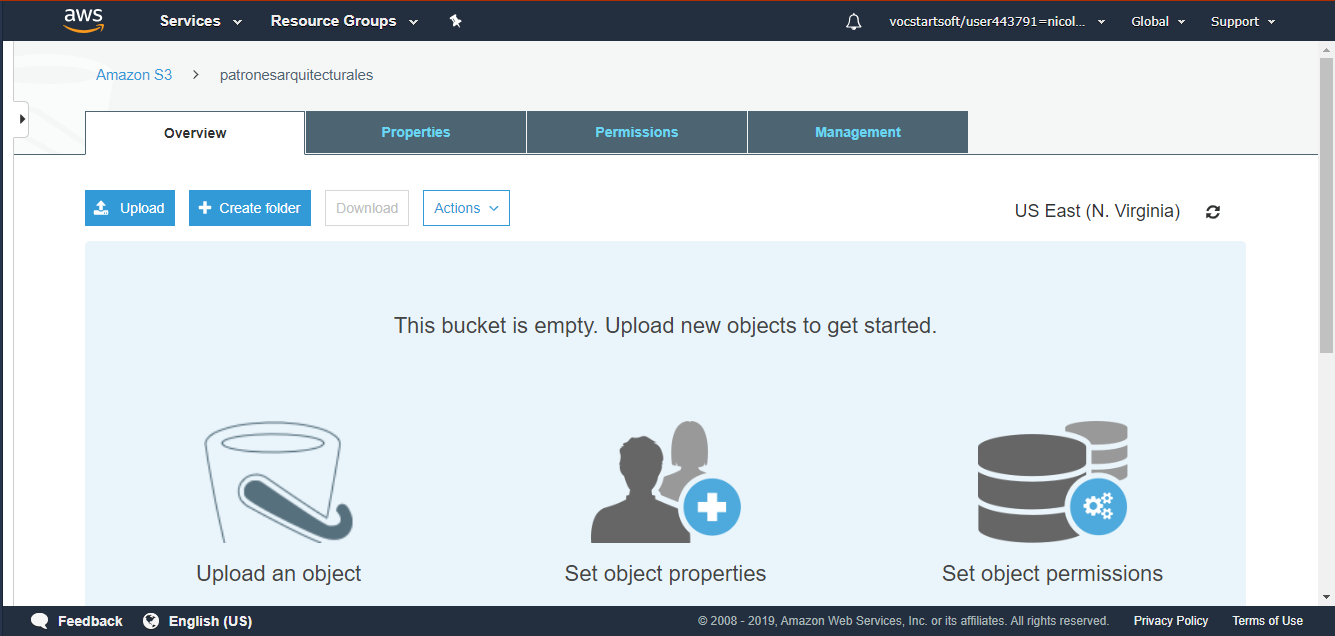 aws Services Resource Groups vocstartsoft/user443791=nicol... Global Support
Amazon S3 patronesarquitecturales
Overview Properties Permissions Management
Upload Create folder Download Actions US East (N. Virginia)
This bucket is empty. Upload new objects to get started.
Upload an object Set object properties Set object permissions
Feedback English (US) © 2008 - 2019, Amazon Web Services, Inc. or its affiliates. All rights reserved. Privacy Policy Terms of Use